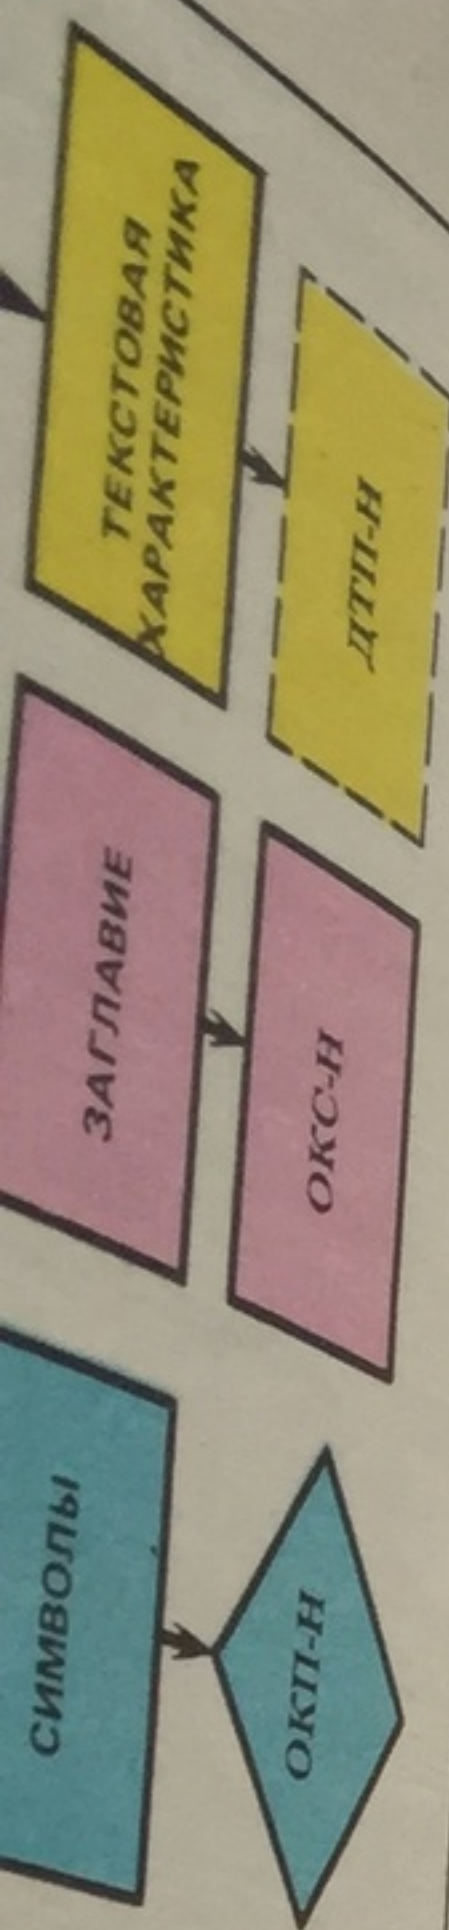 СИМВОЛЫ
ЗАГЛАВИЕ
ТЕКСТОВАЯ
ХАРАКТЕРИСТИКА
ОКП-Н
ОКС-Н
ДТП-Н